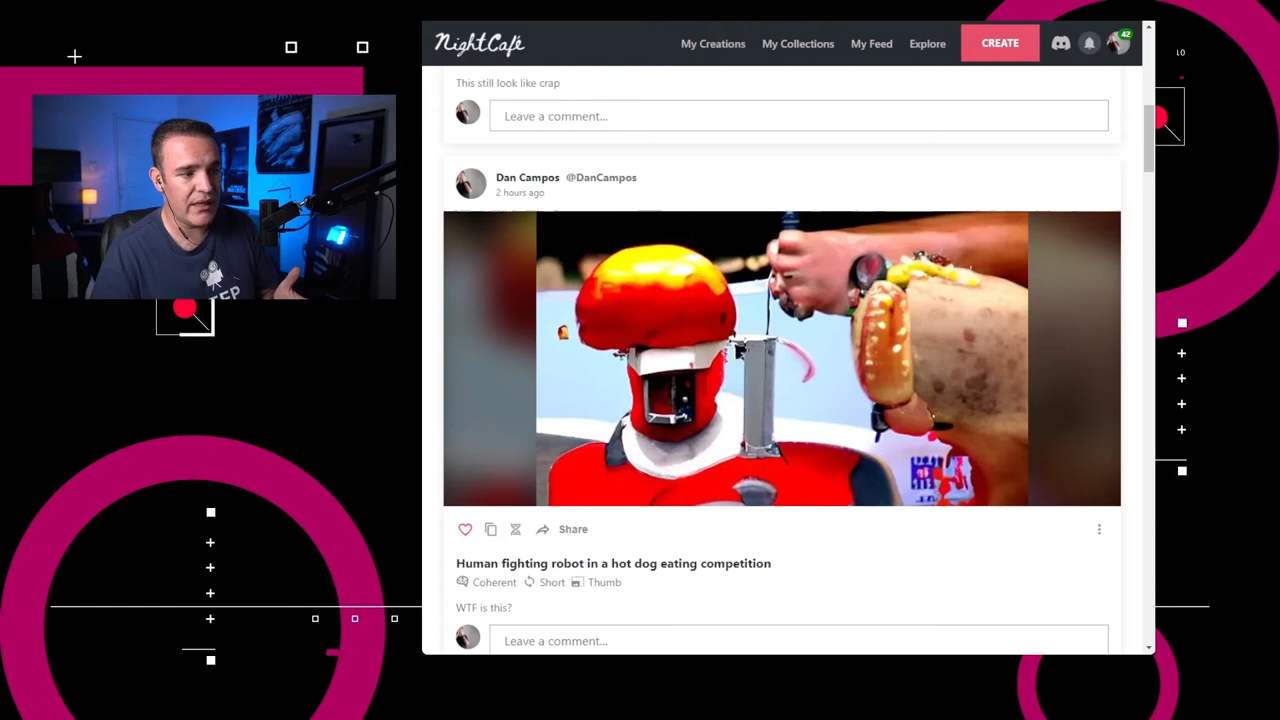 NightCafé
My Creations My Collections My Feed Explore CREATE 42
This still look like crap
Leave a comment...
Dan Campos @DanCampos
2 hours ago
Share
Human fighting robot in a hot dog eating competition
Coherent Short Thumb
WTF is this?
Leave a comment...
10